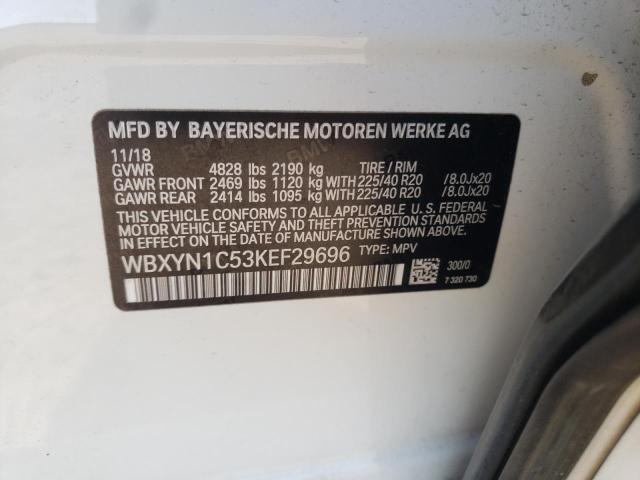 MFD BY BAYERISCHE MOTOREN WERKE AG
11/18
GVWR 4828 lbs 2190 kg TIRE / RIM
GAWR FRONT 2469 lbs 1120 kg WITH 225/40 R20 /8.0Jx20
GAWR REAR 2414 lbs 1095 kg WITH 225/40 R20 /8.0Jx20
THIS VEHICLE CONFORMS TO ALL APPLICABLE U. S. FEDERAL
MOTOR VEHICLE SAFETY, BUMPER, AND THEFT PREVENTION
STANDARDS IN EFFECT ON THE DATE OF MANUFACTURE SHOWN ABOVE.
WBXYN1C53KEF29696 TYPE: MPV
300/0
7 320 730